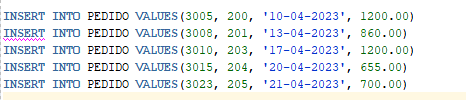 INSERT INTO PEDIDO VALUES(3005, 200, '10-04-2023', 1200.00)
INSERT INTO PEDIDO VALUES(3008, 201, '13-04-2023', 860.00)
INSERT INTO PEDIDO VALUES(3010, 203, '17-04-2023', 1200.00)
INSERT INTO PEDIDO VALUES(3015, 204, '20-04-2023', 655.00)
INSERT INTO PEDIDO VALUES(3023, 205, '21-04-2023', 700.00)